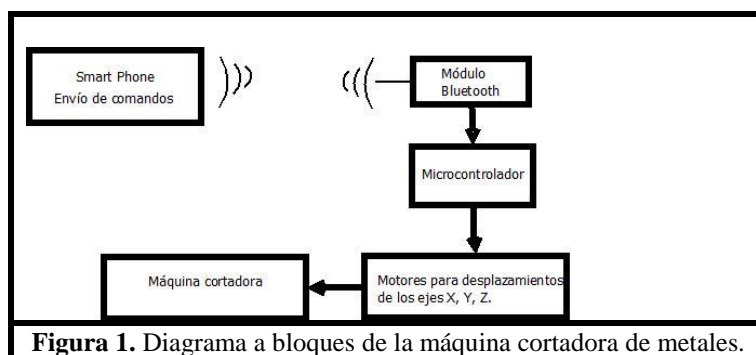 Smart Phone
Envío de comandos
Módulo
Bluetooth
Microcontrolador
Motores para desplazamientos
de los ejes X, Y, Z.
Máquina cortadora
Figura 1. Diagrama a bloques de la máquina cortadora de metales.